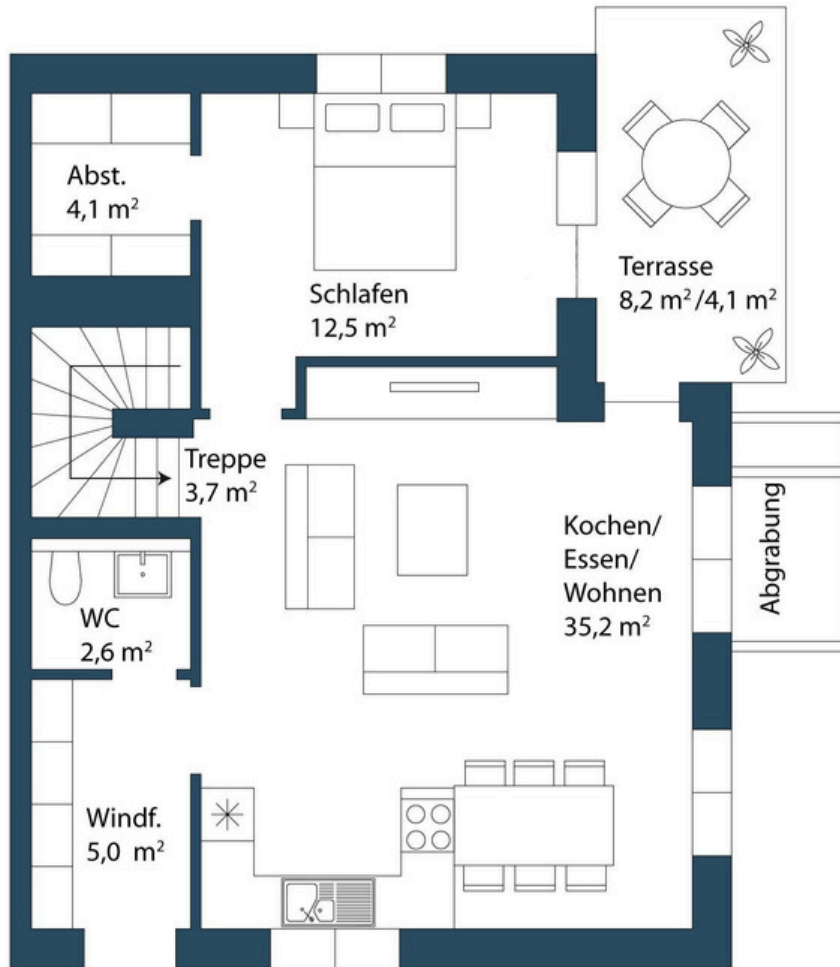 Abst.
4,1 m²
Schlafen
12,5 m²
Terrasse
8,2 m² /4,1 m²
Treppe
3,7 m²
Kochen/
Essen/
Wohnen
35,2 m²
Abgrabung
WC
2,6 m²
Windf.
5,0 m²